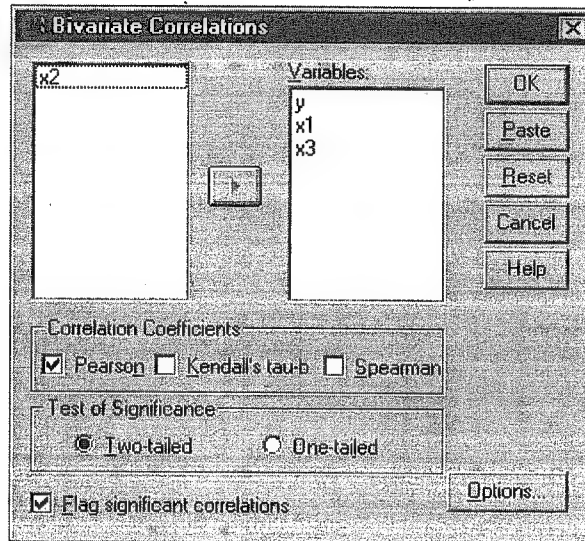 Bivariate Correlations
x2
Variables:
y
x1
x3
OK
Paste
Reset
Cancel
Help
Correlation Coefficients
Pearson Kendall's tau-b Spearman
Test of Significance
Two-tailed One-tailed
Flag significant correlations
Options...